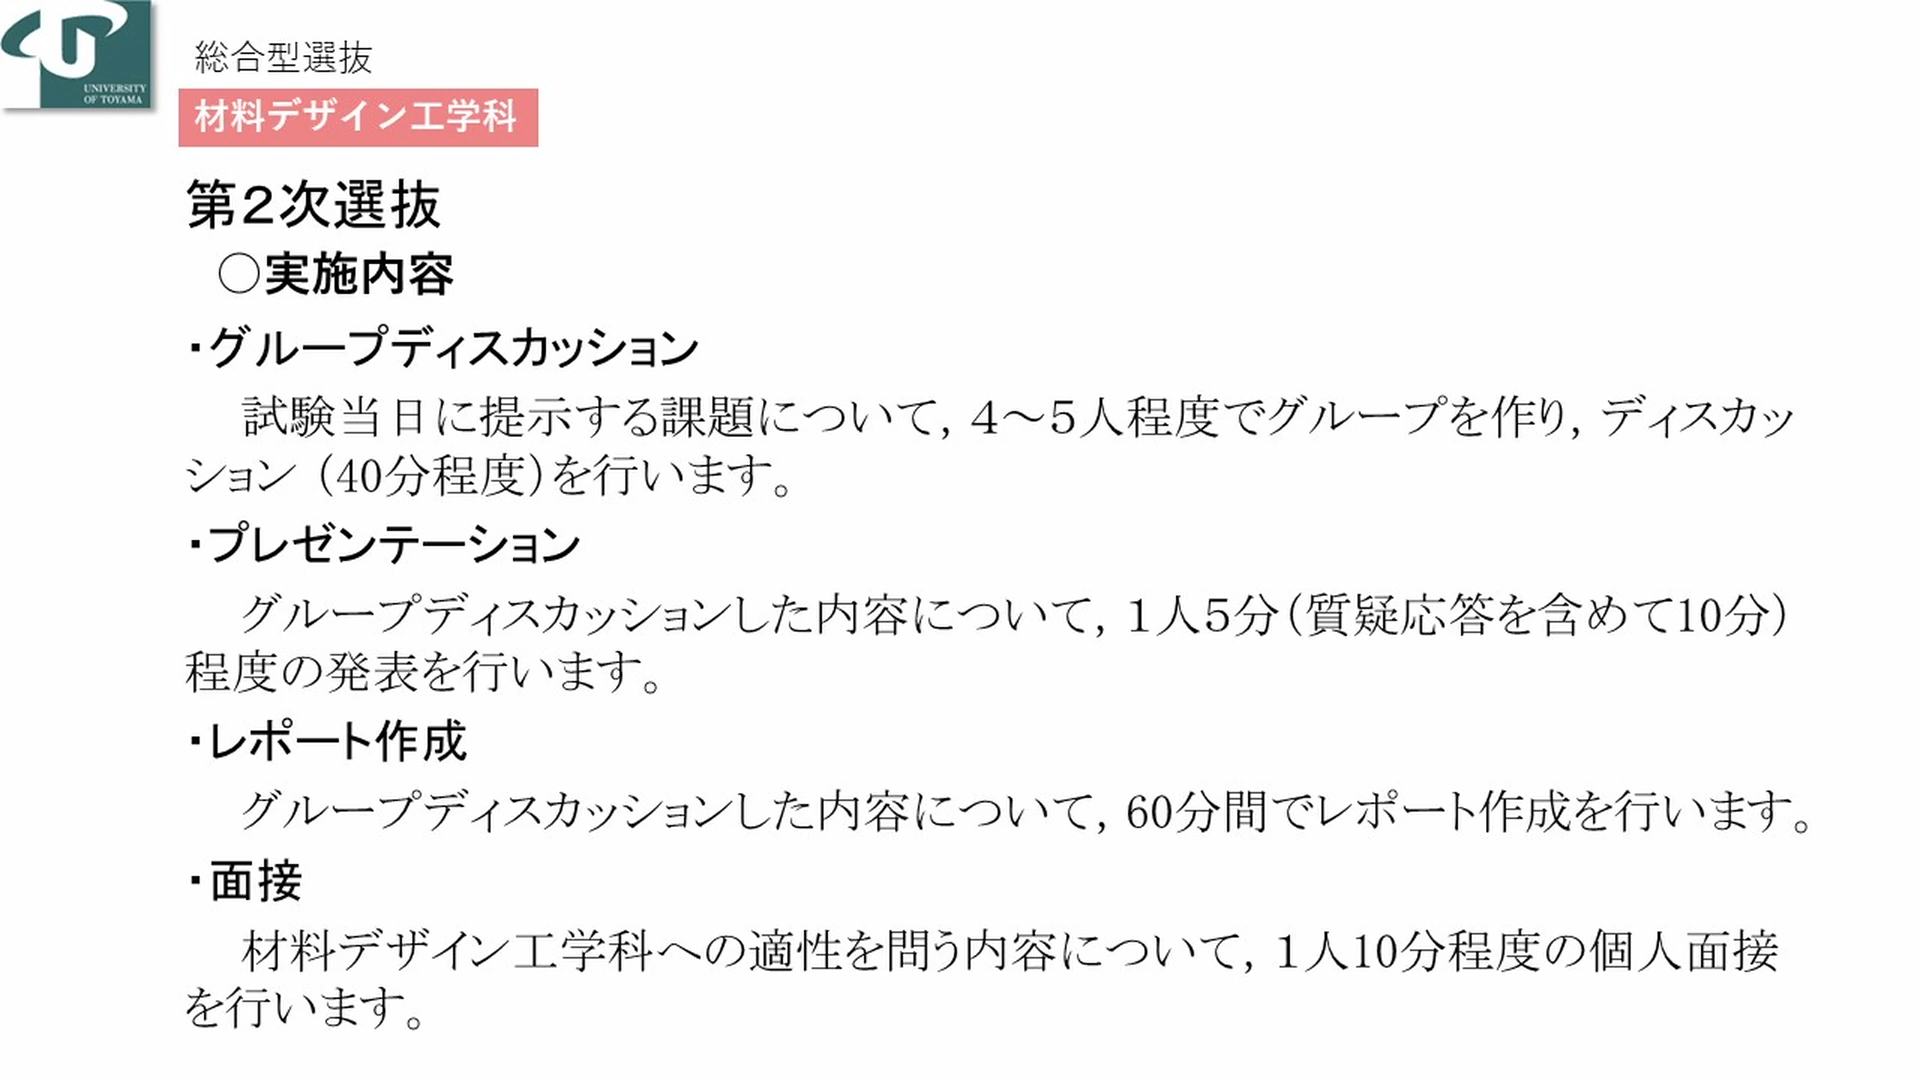 UNIVERSITY
OF TOYAMA
総合型選抜
材料デザイン工学科
第2次選抜
○実施内容
・グループディスカッション
試験当日に提示する課題について, 4～5人程度でグループを作り, ディスカッ
ション (40分程度)を行います。
・プレゼンテーション
グループディスカッションした内容について, 1人5分(質疑応答を含めて10分)
程度の発表を行います。
・レポート作成
グループディスカッションした内容について, 60分間でレポート作成を行います。
・面接
材料デザイン工学科への適性を問う内容について, 1人10分程度の個人面接
を行います。